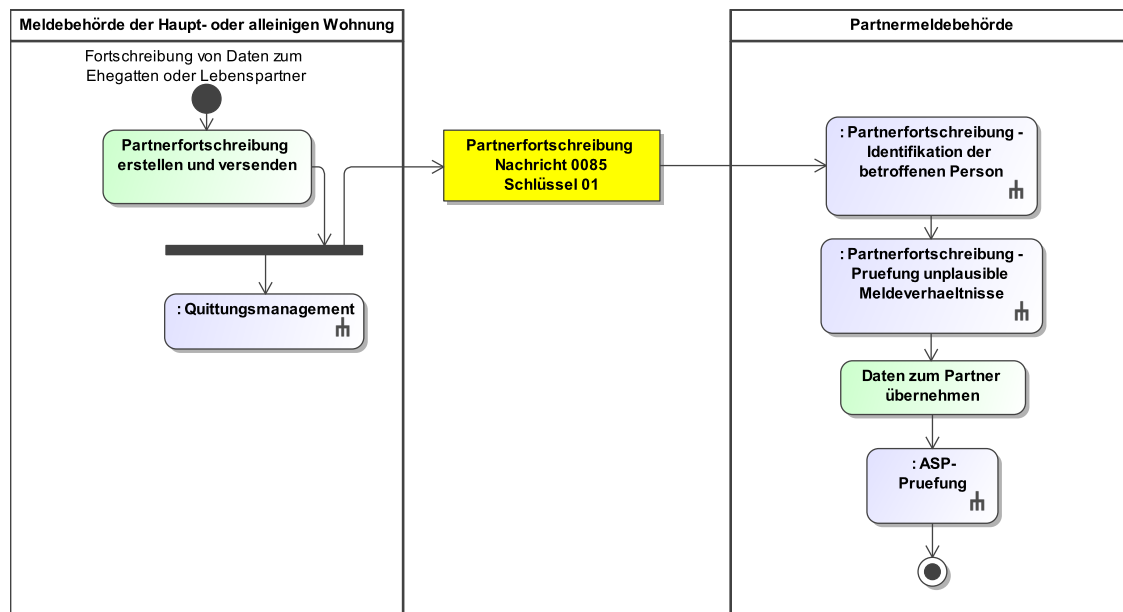 Meldebehörde der Haupt- oder alleinigen Wohnung
Fortschreibung von Daten zum
Ehegatten oder Lebenspartner
Partnerfortschreibung
erstellen und versenden
: Quittungsmanagement
Partnerfortschreibung
Nachricht 0085
Schlüssel 01
Partnermeldebehörde
: Partnerfortschreibung -
Identifikation der
betroffenen Person
: Partnerfortschreibung -
Pruefung unplausible
Meldeverhaeltnisse
Daten zum Partner
übernehmen
: ASP-
Pruefung